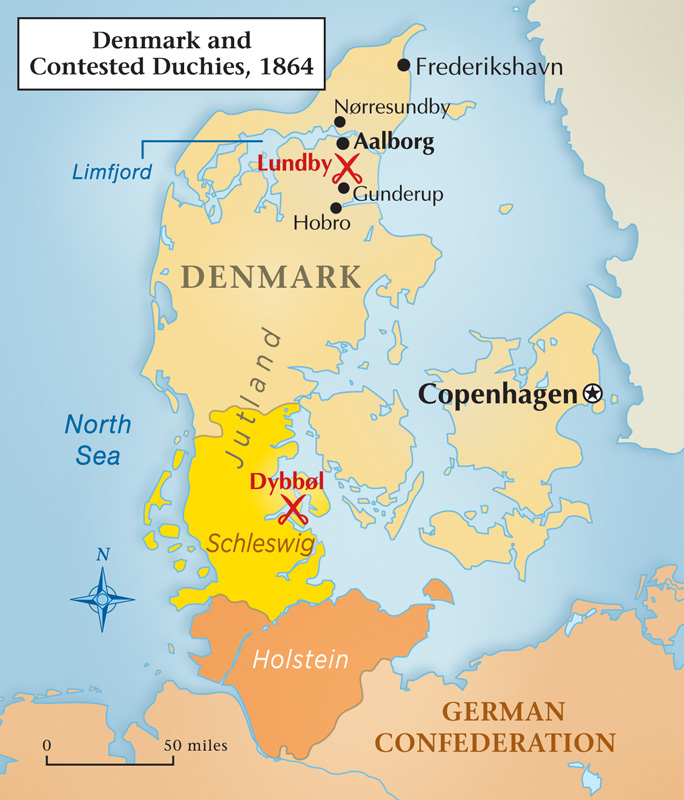 Denmark and
Contested Duchies, 1864
Frederikshavn
Nørresundby
Aalborg
Limfjord
Lundby
Gunderup
Hobro
DENMARK
Jutland
Copenhagen
North
Sea
Dybbøl
Schleswig
N
Holstein
GERMAN
CONFEDERATION
0 50 miles